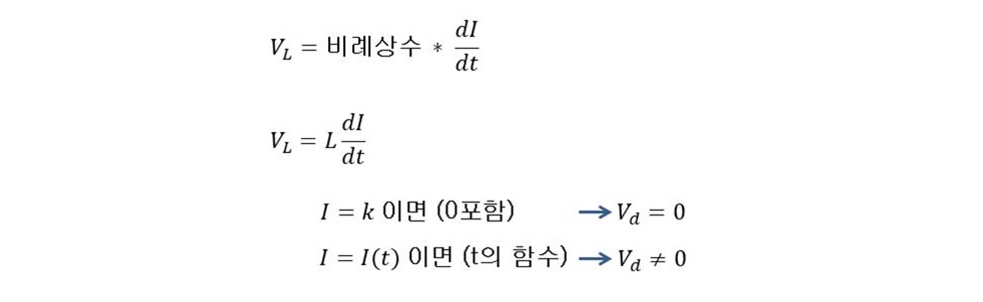 V_L = 비례상수 * dI/dt
V_L = L dI/dt
I = k 이면 (0포함) → V_d = 0
I = I(t) 이면 (t의 함수) → V_d ≠ 0